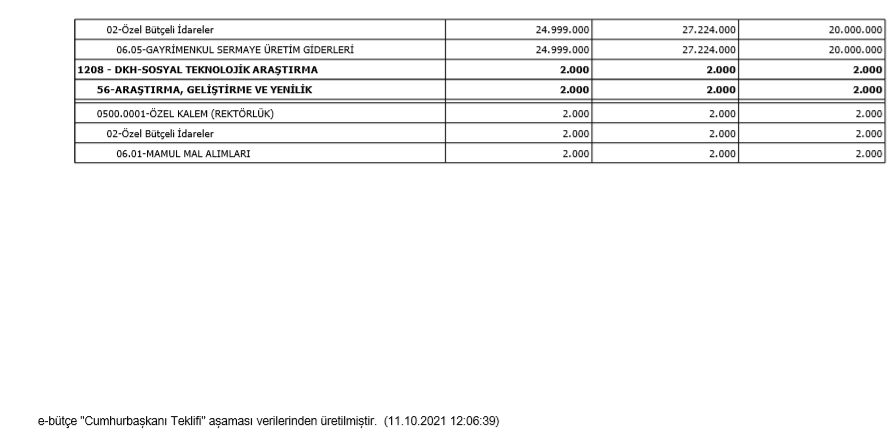 02-Özel Bütçeli İdareler 24.999.000 27.224.000 20.000.000
06.05-GAYRİMENKUL SERMAYE ÜRETİM GİDERLERİ 24.999.000 27.224.000 20.000.000
1208 - DKH-SOSYAL TEKNOLOJİK ARAŞTIRMA 2.000 2.000 2.000
56-ARAŞTIRMA, GELİŞTİRME VE YENİLİK 2.000 2.000 2.000
0500.0001-ÖZEL KALEM (REKTÖRLÜK) 2.000 2.000 2.000
02-Özel Bütçeli İdareler 2.000 2.000 2.000
06.01-MAMUL MAL ALIMLARI 2.000 2.000 2.000
e-bütçe "Cumhurbaşkanı Teklifi" aşaması verilerinden üretilmiştir. (11.10.2021 12:06:39)